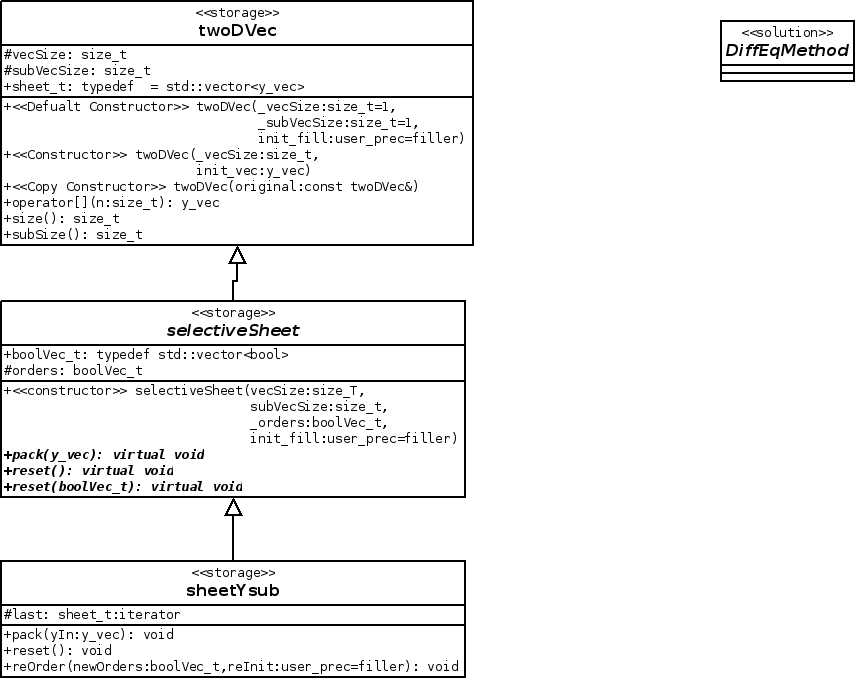 <<storage>>
twoDVec
#vecSize: size_t
#subVecSize: size_t
+sheet_t: typedef  = std::vector<y_vec>
+<<Defualt Constructor>> twoDVec(_vecSize:size_t=1,
_subVecSize:size_t=1,
init_fill:user_prec=filler)
+<<Constructor>> twoDVec(_vecSize:size_t,
init_vec:y_vec)
+<<Copy Constructor>> twoDVec(original:const twoDVec&)
+operator[](n:size_t): y_vec
+size(): size_t
+subSize(): size_t
<<storage>>
selectiveSheet
+boolVec_t: typedef std::vector<bool>
#orders: boolVec_t
+<<constructor>> selectiveSheet(vecSize:size_T,
subVecSize:size_t,
_orders:boolVec_t,
init_fill:user_prec=filler)
+pack(y_vec): virtual void
+reset(): virtual void
+reset(boolVec_t): virtual void
<<storage>>
sheetYsub
#last: sheet_t:iterator
+pack(yIn:y_vec): void
+reset(): void
+reOrder(newOrders:boolVec_t,reInit:user_prec=filler): void
<<solution>>
DiffEqMethod